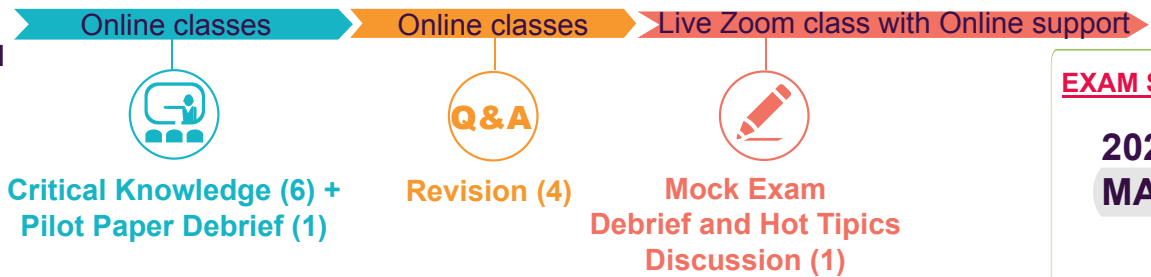 Online classes
Online classes
Live Zoom class with Online support
Q&A
Critical Knowledge (6) +
Pilot Paper Debrief (1)
Revision (4)
Mock Exam
Debrief and Hot Tipics
Discussion (1)
EXAM